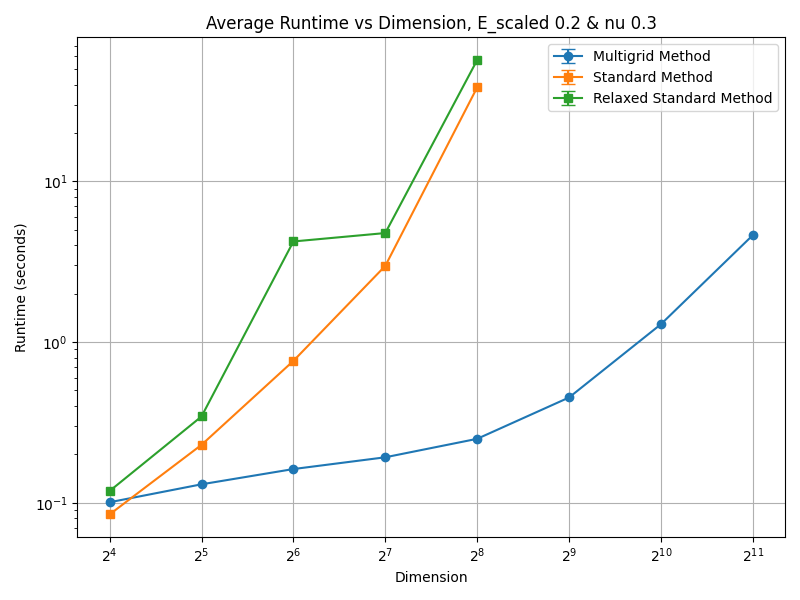 Average Runtime vs Dimension, E_scaled 0.2 & nu 0.3
Multigrid Method
Standard Method
Relaxed Standard Method
Runtime (seconds)
10¹
10⁰
10⁻¹
2⁴ 2⁵ 2⁶ 2⁷ 2⁸ 2⁹ 2¹⁰ 2¹¹
Dimension